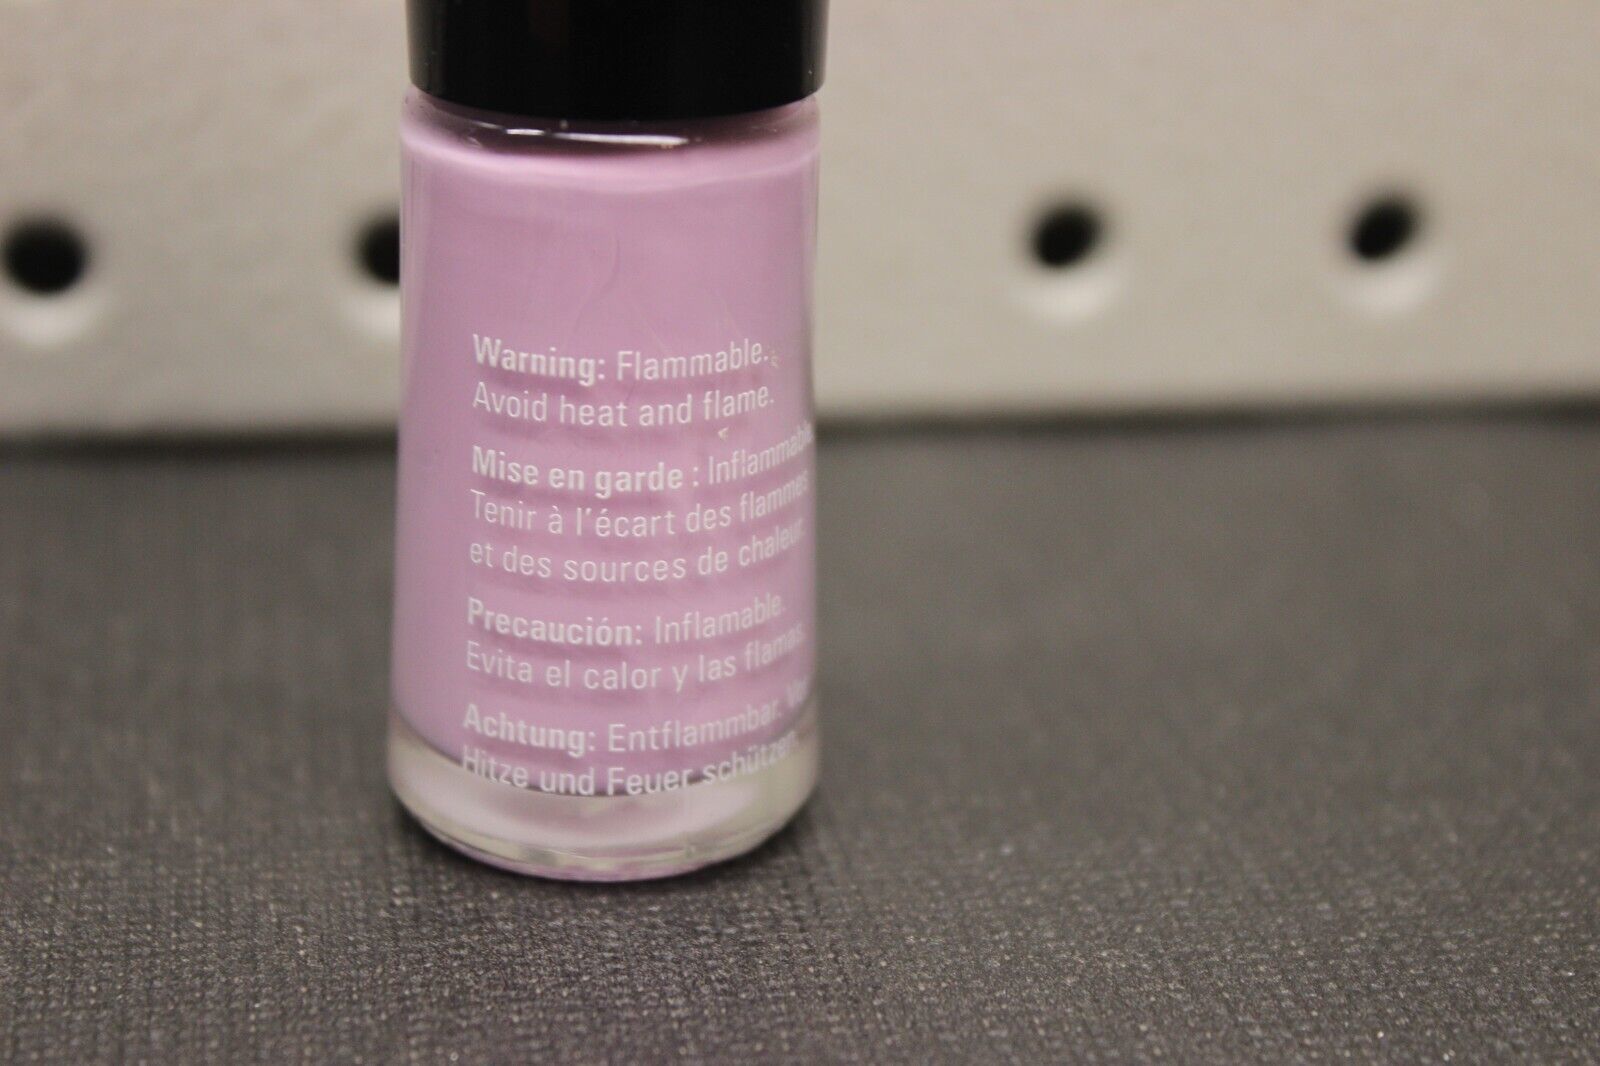 Warning: Flammable.
Avoid heat and flame.
Mise en garde : Inflammable.
Tenir à l'écart des flammes
et des sources de chaleur.
Precaución: Inflamable.
Evita el calor y las flamas.
Achtung: Entflammbar.
Hitze und Feuer schützen.